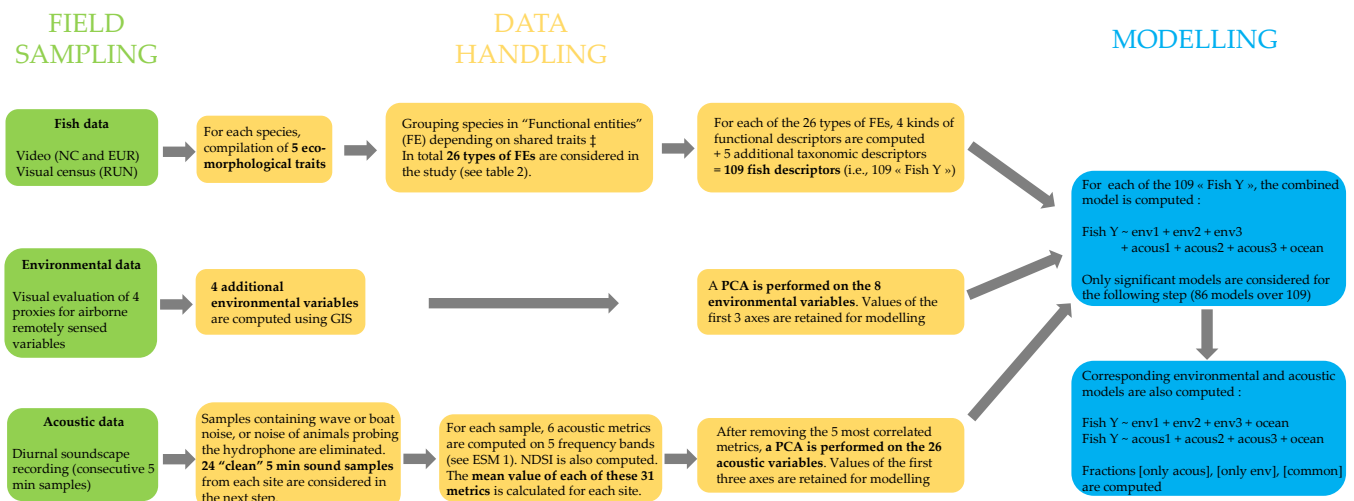 FIELD
SAMPLING
DATA
HANDLING
MODELLING
Fish data
Video (NC and EUR)
Visual census (RUN)
For each species,
compilation of 5 eco-
morphological traits
Grouping species in “Functional entities”
(FE) depending on shared traits ‡
In total 26 types of FEs are considered in
the study (see table 2).
For each of the 26 types of FEs, 4 kinds of
functional descriptors are computed
+ 5 additional taxonomic descriptors
= 109 fish descriptors (i.e., 109 « Fish Y »)
For each of the 109 « Fish Y », the combined
model is computed :
Fish Y ~ env1 + env2 + env3
+ acous1 + acous2 + acous3 + ocean
Only significant models are considered for
the following step (86 models over 109)
Environmental data
Visual evaluation of 4
proxies for airborne
remotely sensed
variables
4 additional
environmental variables
are computed using GIS
A PCA is performed on the 8
environmental variables. Values of the
first 3 axes are retained for modelling
Acoustic data
Diurnal soundscape
recording (consecutive 5
min samples)
Samples containing wave or boat
noise, or noise of animals probing
the hydrophone are eliminated.
24 “clean” 5 min sound samples
from each site are considered in
the next step.
For each sample, 6 acoustic metrics
are computed on 5 frequency bands
(see ESM 1). NDSI is also computed.
The mean value of each of these 31
metrics is calculated for each site.
After removing the 5 most correlated
metrics, a PCA is performed on the 26
acoustic variables. Values of the first
three axes are retained for modelling
Corresponding environmental and acoustic
models are also computed :
Fish Y ~ env1 + env2 + env3 + ocean
Fish Y ~ acous1 + acous2 + acous3 + ocean
Fractions [only acous], [only env], [common]
are computed